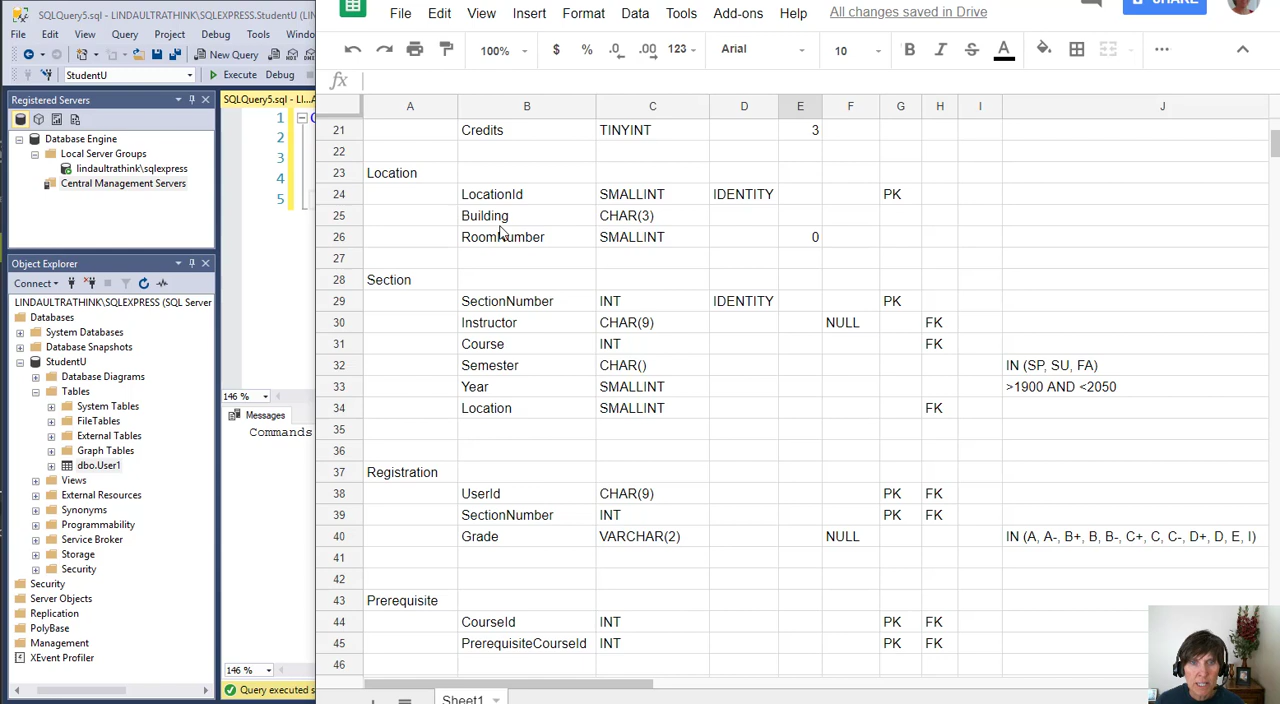 SQLQuery5.sql - LINDAULTRATHINK\SQLEXPRESS.StudentU (
File Edit View Query Project Debug Tools Windo
New Query
StudentU Execute Debug
Registered Servers
Database Engine
Local Server Groups
lindaultrathink\sqlexpress
Central Management Servers
Object Explorer
Connect
LINDAULTRATHINK\SQLEXPRESS (SQL Server
Databases
System Databases
Database Snapshots
StudentU
Database Diagrams
Tables
System Tables
FileTables
External Tables
Graph Tables
dbo.User1
Views
External Resources
Synonyms
Programmability
Service Broker
Storage
Security
Security
Server Objects
Replication
PolyBase
Management
XEvent Profiler
SQLQuery5.sql - LI...
1
2
3
4
5
146 %
Messages
Commands
146 %
Query executed s
File Edit View Insert Format Data Tools Add-ons Help All changes saved in Drive
SHARE
100% $ % .0 .00 123 Arial 10 B I S A
fx
A B C D E F G H I J
21 Credits TINYINT 3
22
23 Location
24 LocationId SMALLINT IDENTITY PK
25 Building CHAR(3)
26 RoomNumber SMALLINT 0
27
28 Section
29 SectionNumber INT IDENTITY PK
30 Instructor CHAR(9) NULL FK
31 Course INT FK
32 Semester CHAR() IN (SP, SU, FA)
33 Year SMALLINT >1900 AND <2050
34 Location SMALLINT FK
35
36
37 Registration
38 UserId CHAR(9) PK FK
39 SectionNumber INT PK FK
40 Grade VARCHAR(2) NULL IN (A, A-, B+, B, B-, C+, C, C-, D+, D, E, I)
41
42
43 Prerequisite
44 CourseId INT PK FK
45 PrerequisiteCourseId INT PK FK
46
Sheet1